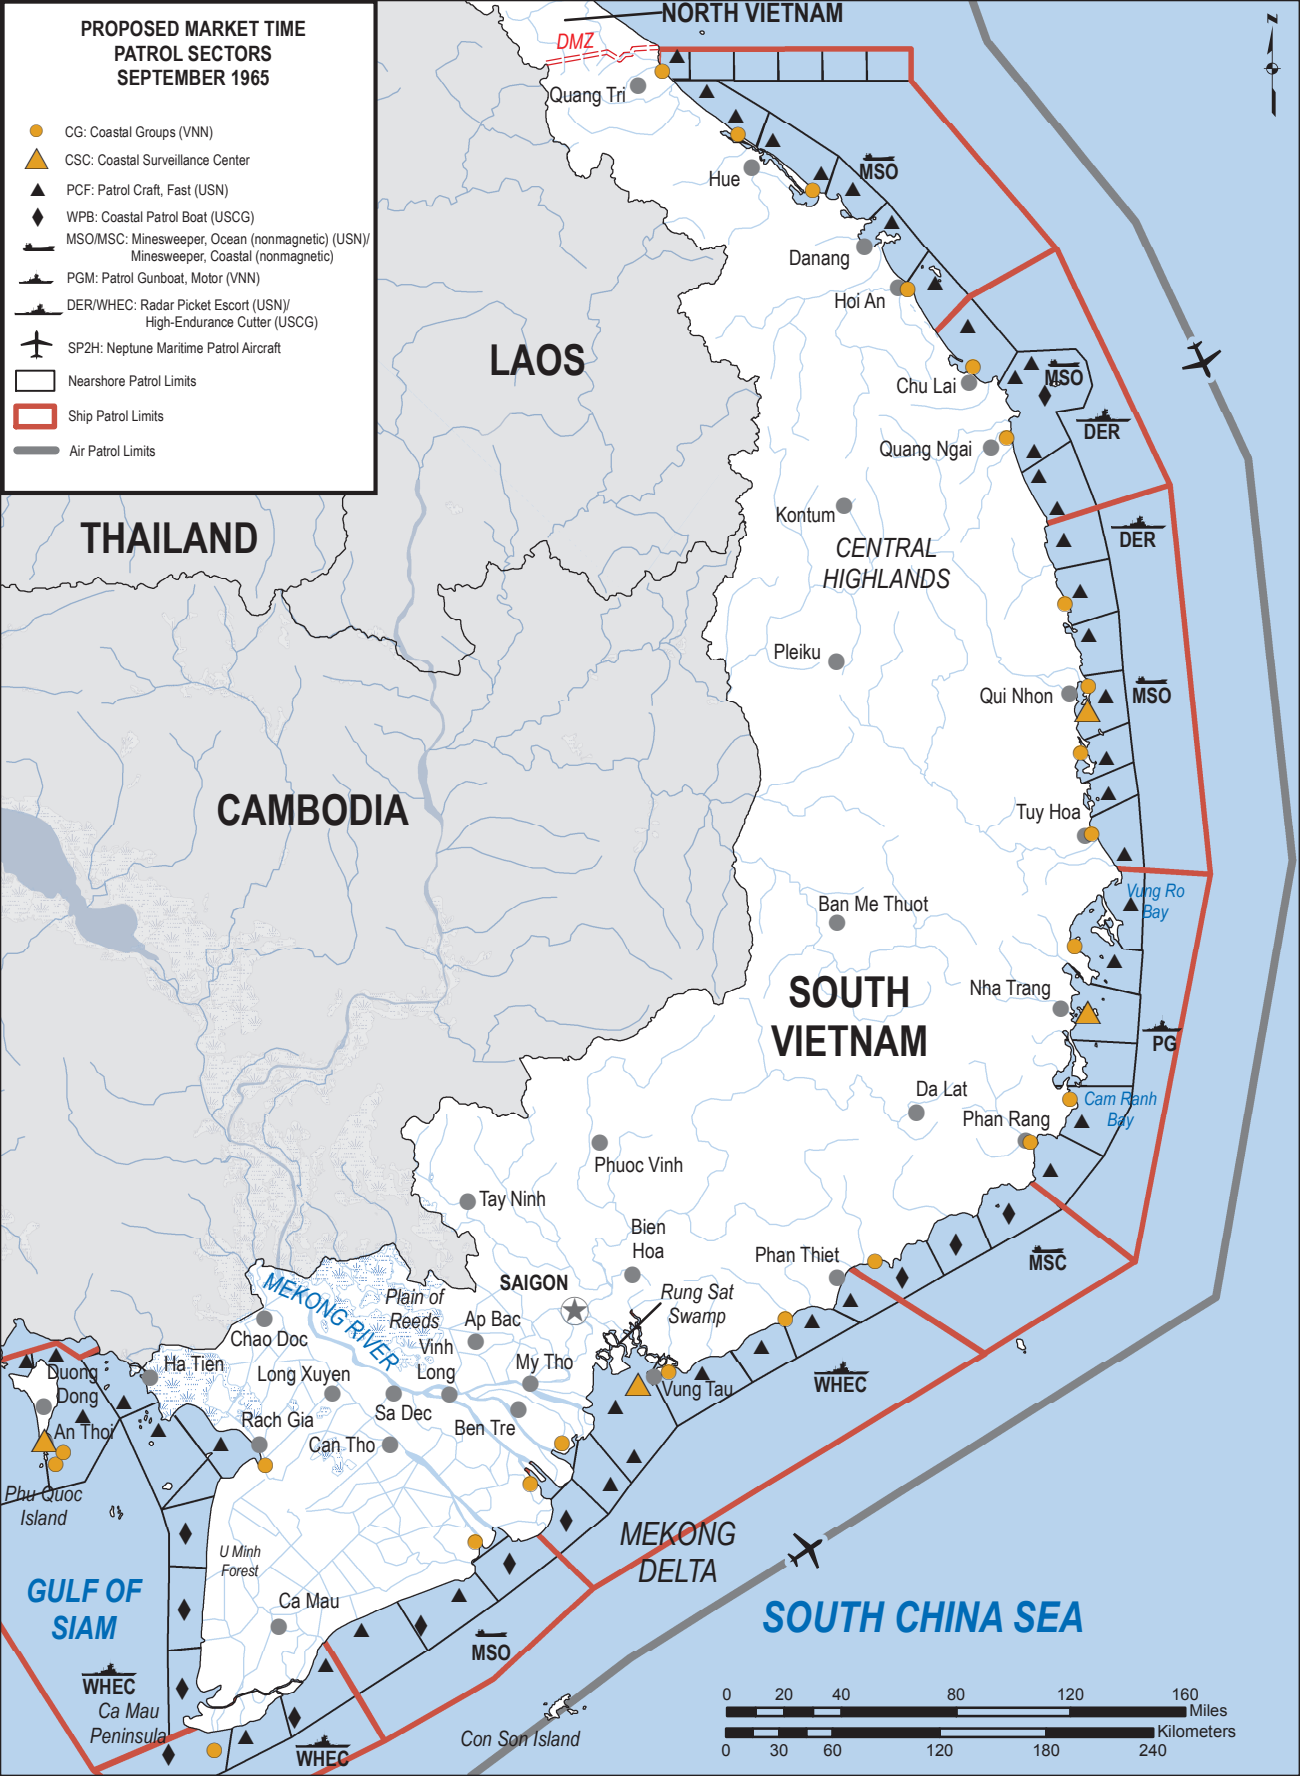 PROPOSED MARKET TIME
PATROL SECTORS
SEPTEMBER 1965
CG: Coastal Groups (VNN)
CSC: Coastal Surveillance Center
PCF: Patrol Craft, Fast (USN)
WPB: Coastal Patrol Boat (USCG)
MSO/MSC: Minesweeper, Ocean (nonmagnetic) (USN)/
Minesweeper, Coastal (nonmagnetic)
PGM: Patrol Gunboat, Motor (VNN)
DER/WHEC: Radar Picket Escort (USN)/
High-Endurance Cutter (USCG)
SP2H: Neptune Maritime Patrol Aircraft
Nearshore Patrol Limits
Ship Patrol Limits
Air Patrol Limits
NORTH VIETNAM
N
DMZ
Quang Tri
Hue
MSO
Danang
Hoi An
LAOS
Chu Lai
MSO
DER
Quang Ngai
Kontum
THAILAND
DER
CENTRAL
HIGHLANDS
Pleiku
Qui Nhon
MSO
CAMBODIA
Tuy Hoa
Vung Ro
Bay
Ban Me Thuot
SOUTH
VIETNAM
Nha Trang
PG
Da Lat
Cam Ranh
Bay
Phan Rang
Phuoc Vinh
Tay Ninh
Bien
Hoa
Phan Thiet
MSC
SAIGON
Rung Sat
Swamp
MEKONG RIVER
Plain of
Reeds
Ap Bac
Chao Doc
Vinh
Long
Ha Tien
Long Xuyen
My Tho
WHEC
Duong
Dong
Vung Tau
Sa Dec
Rach Gia
Ben Tre
An Thoi
Can Tho
Phu Quoc
Island
MEKONG
DELTA
U Minh
Forest
GULF OF
SIAM
Ca Mau
SOUTH CHINA SEA
MSO
WHEC
Ca Mau
Peninsula
WHEC
Con Son Island
0 20 40 80 120 160
Miles
Kilometers
0 30 60 120 180 240